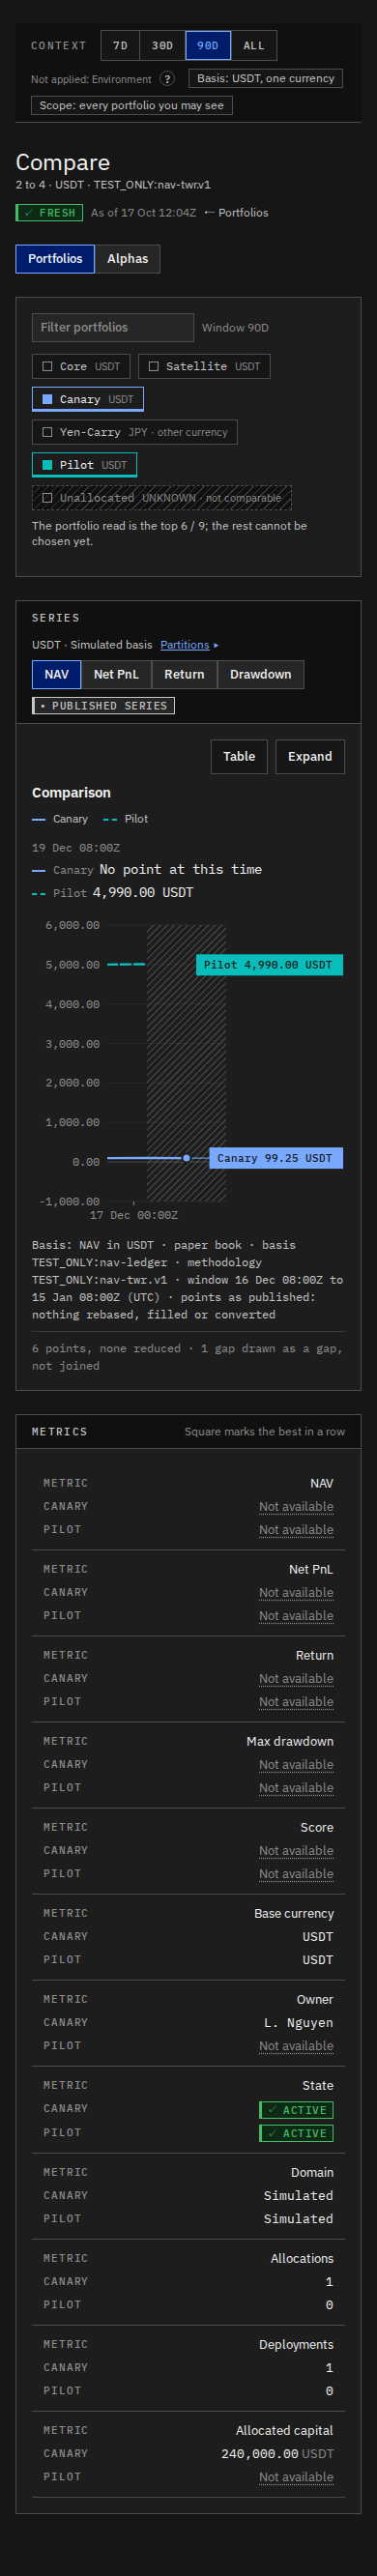 CONTEXT 7D 30D 90D ALL
Not applied: Environment ? Basis: USDT, one currency
Scope: every portfolio you may see
Compare
2 to 4 · USDT · TEST_ONLY:nav-twr.v1
✓ FRESH As of 17 Oct 12:04Z ← Portfolios
Portfolios Alphas
Filter portfolios Window 90D
Core USDT Satellite USDT
Canary USDT
Yen-Carry JPY · other currency
Pilot USDT
Unallocated UNKNOWN · not comparable
The portfolio read is the top 6 / 9; the rest cannot be
chosen yet.
SERIES
USDT · Simulated basis Partitions ▸
NAV Net PnL Return Drawdown
• PUBLISHED SERIES
Table Expand
Comparison
Canary Pilot
19 Dec 08:00Z
Canary No point at this time
Pilot 4,990.00 USDT
6,000.00
5,000.00 Pilot 4,990.00 USDT
4,000.00
3,000.00
2,000.00
1,000.00
0.00 Canary 99.25 USDT
-1,000.00
17 Dec 00:00Z
Basis: NAV in USDT · paper book · basis
TEST_ONLY:nav-ledger · methodology
TEST_ONLY:nav-twr.v1 · window 16 Dec 08:00Z to
15 Jan 08:00Z (UTC) · points as published:
nothing rebased, filled or converted
6 points, none reduced · 1 gap drawn as a gap,
not joined
METRICS Square marks the best in a row
METRIC NAV
CANARY Not available
PILOT Not available
METRIC Net PnL
CANARY Not available
PILOT Not available
METRIC Return
CANARY Not available
PILOT Not available
METRIC Max drawdown
CANARY Not available
PILOT Not available
METRIC Score
CANARY Not available
PILOT Not available
METRIC Base currency
CANARY USDT
PILOT USDT
METRIC Owner
CANARY L. Nguyen
PILOT Not available
METRIC State
CANARY ✓ ACTIVE
PILOT ✓ ACTIVE
METRIC Domain
CANARY Simulated
PILOT Simulated
METRIC Allocations
CANARY 1
PILOT 0
METRIC Deployments
CANARY 1
PILOT 0
METRIC Allocated capital
CANARY 240,000.00 USDT
PILOT Not available